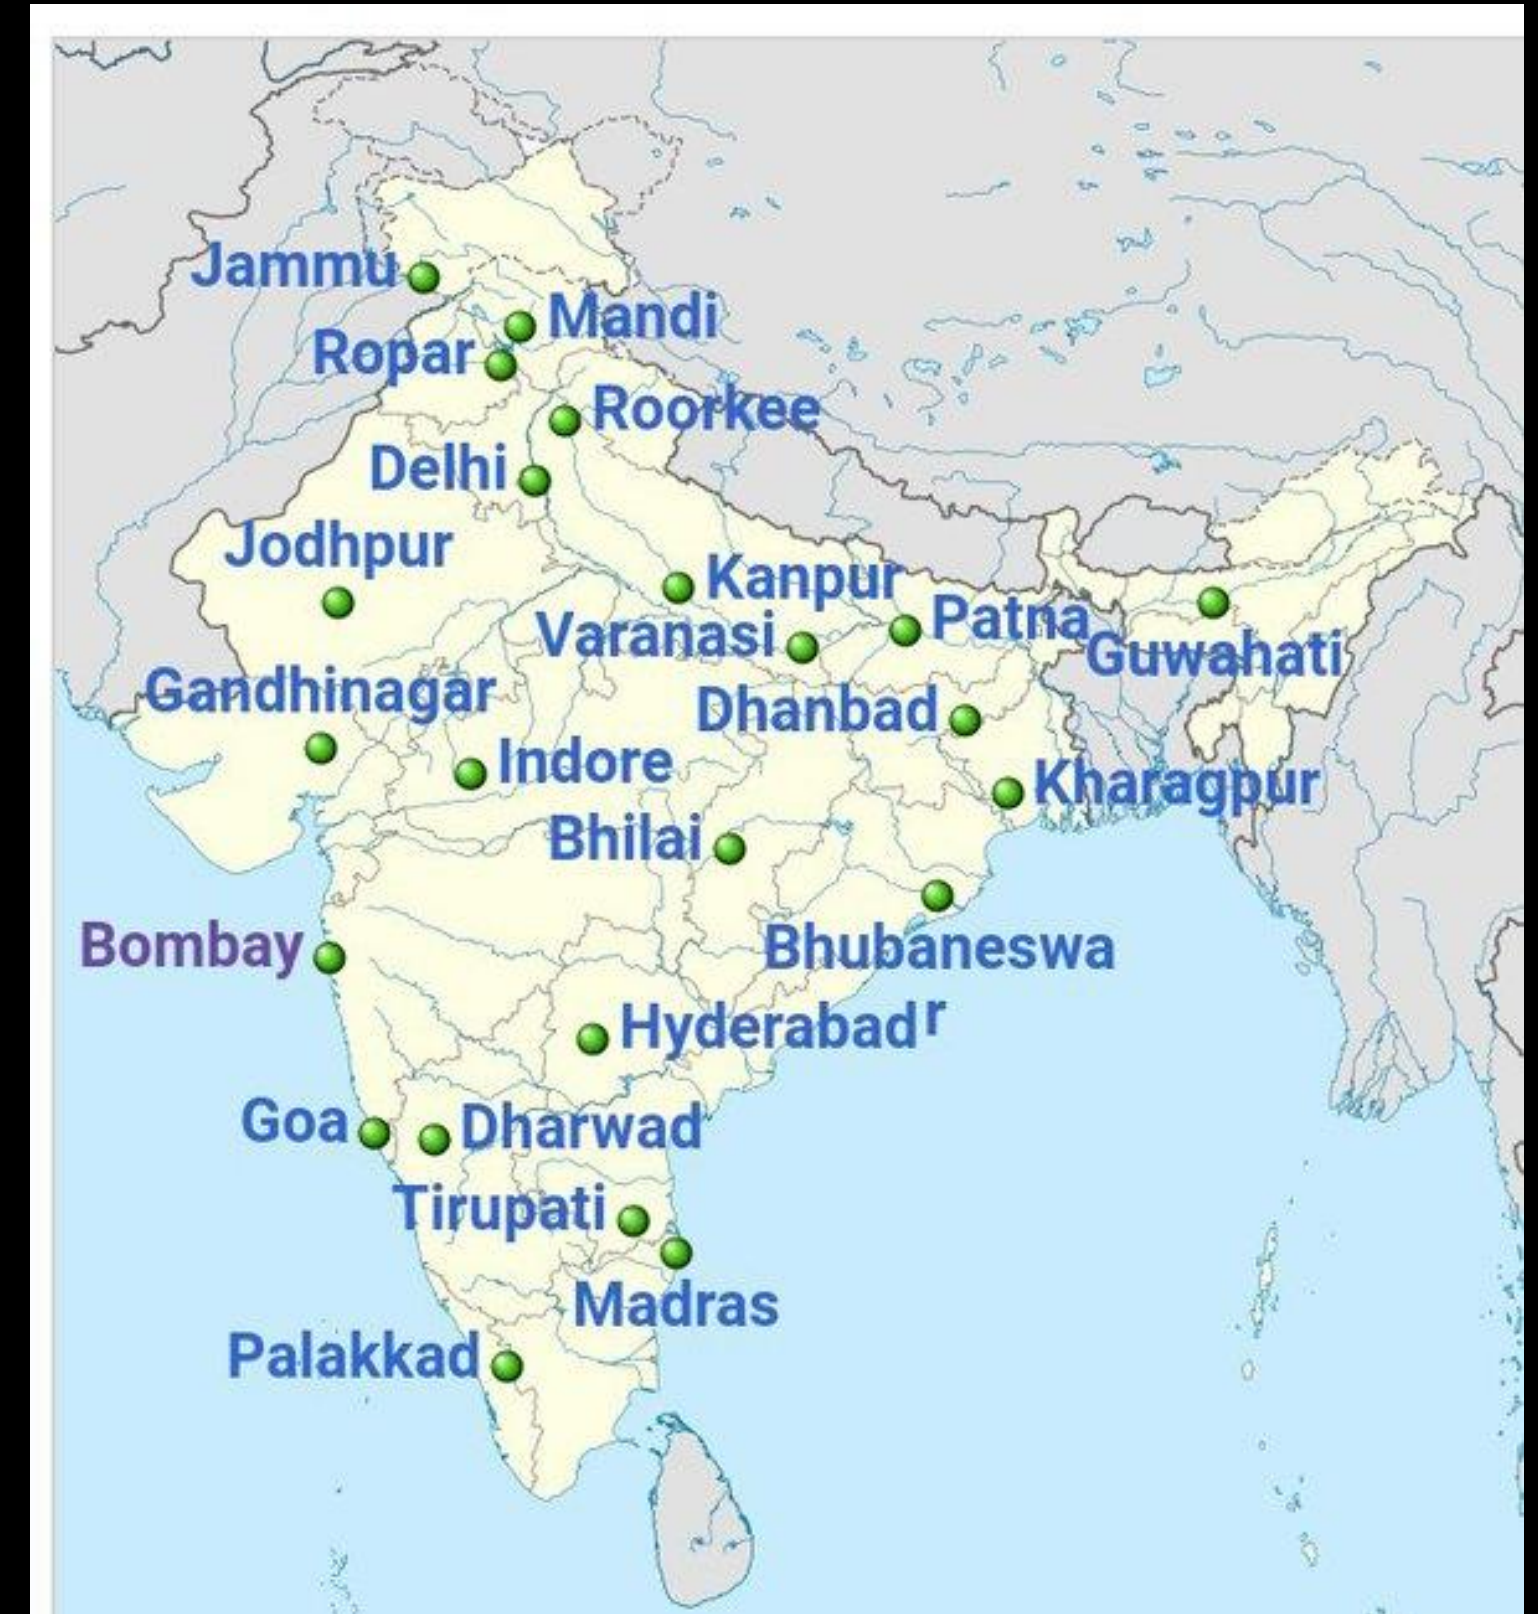 Jammu
Mandi
Ropar
Roorkee
Delhi
Jodhpur
Kanpur
Patna
Varanasi
Guwahati
Gandhinagar
Dhanbad
Indore
Kharagpur
Bhilai
Bombay
Bhubaneswa
r
Hyderabad
Goa
Dharwad
Tirupati
Madras
Palakkad